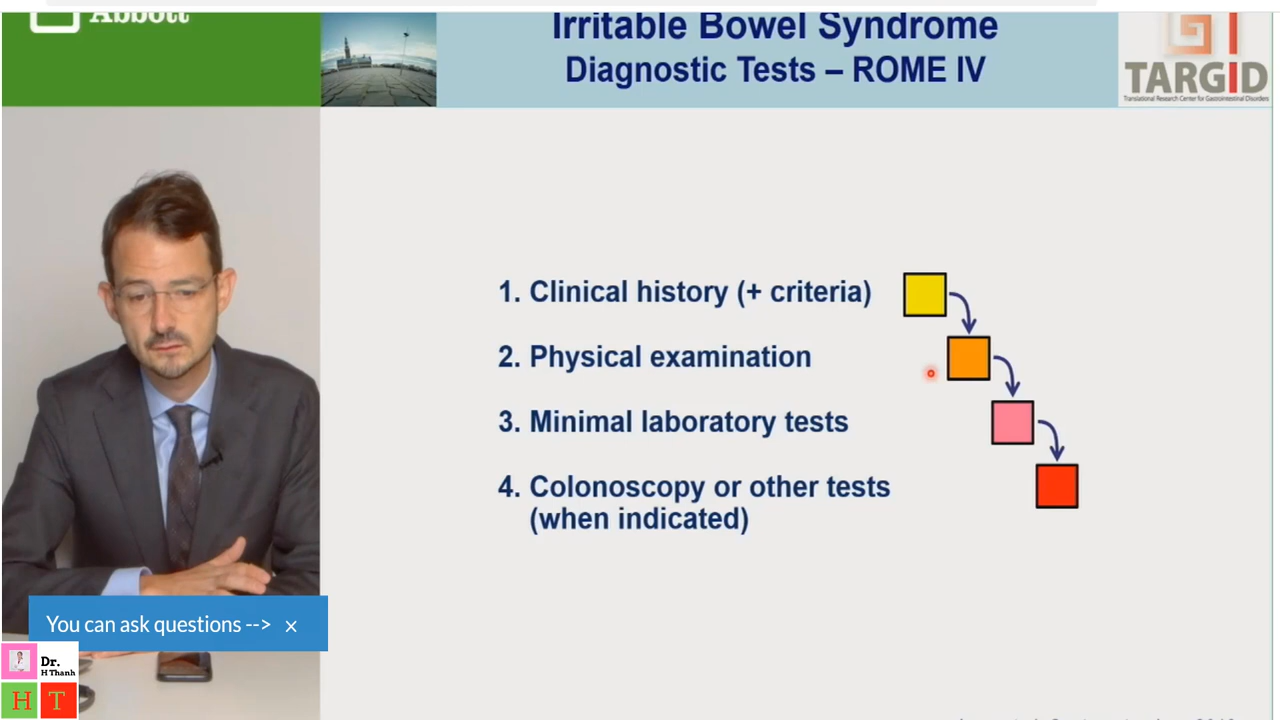 Abbott
Irritable Bowel Syndrome
Diagnostic Tests – ROME IV
TARGID
Translational Research Center for Gastrointestinal Disorders
1. Clinical history (+ criteria)
2. Physical examination
3. Minimal laboratory tests
4. Colonoscopy or other tests
(when indicated)
You can ask questions --> ×
Dr.
H Thanh
H T